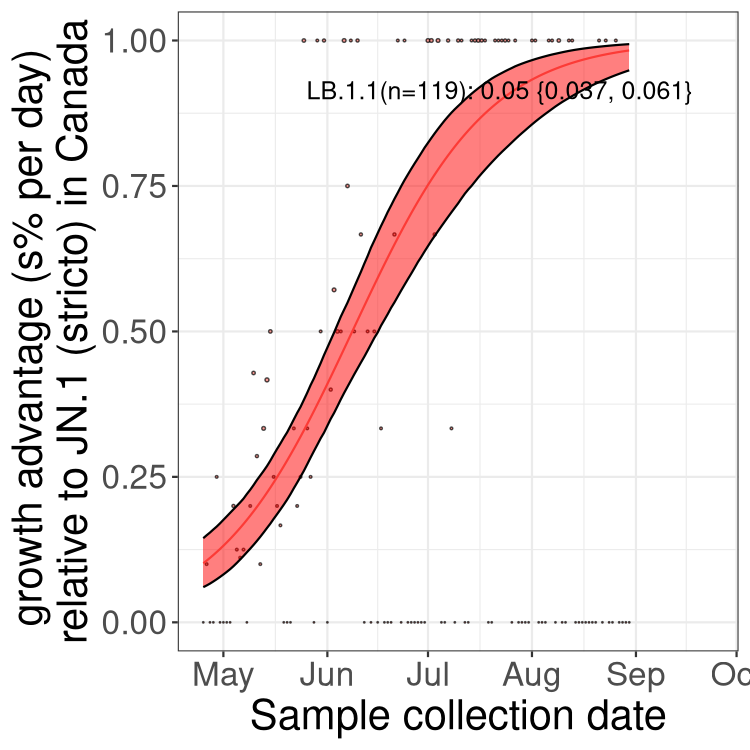 growth advantage (s% per day)
relative to JN.1 (stricto) in Canada
1.00
0.75
0.50
0.25
0.00
LB.1.1(n=119): 0.05 {0.037, 0.061}
May Jun Jul Aug Sep Oc
Sample collection date